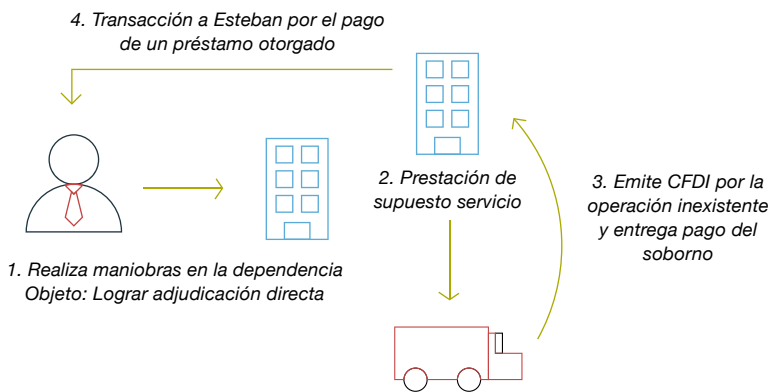 4. Transacción a Esteban por el pago
de un préstamo otorgado
1. Realiza maniobras en la dependencia
Objeto: Lograr adjudicación directa
2. Prestación de
supuesto servicio
3. Emite CFDI por la
operación inexistente
y entrega pago del
soborno